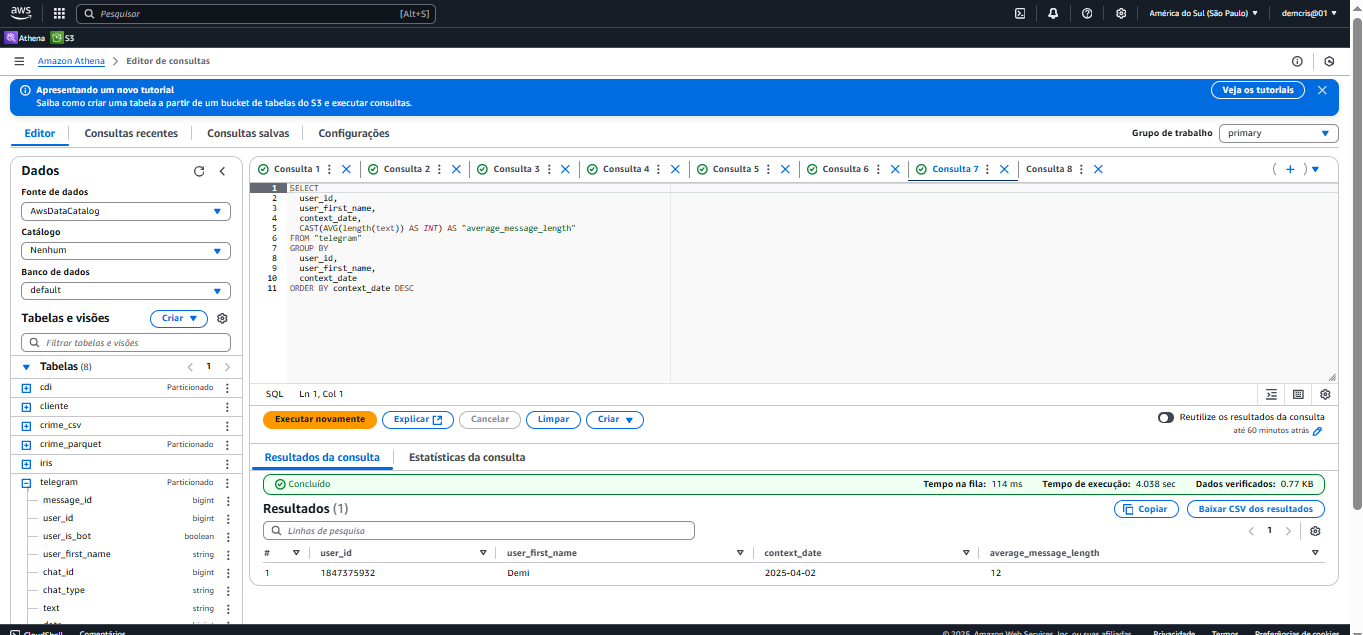 aws
Pesquisar [Alt+S] América do Sul (São Paulo) demcris@01
Athena S3
Amazon Athena Editor de consultas
Apresentando um novo tutorial
Saiba como criar uma tabela a partir de um bucket de tabelas do S3 e executar consultas.
Veja os tutoriais
Editor Consultas recentes Consultas salvas Configurações Grupo de trabalho primary
Dados
Fonte de dados
AwsDataCatalog
Catálogo
Nenhum
Banco de dados
default
Tabelas e visões Criar
Filtrar tabelas e visões
Tabelas (8) 1
cdi Particionado
cliente
crime_csv
crime_parquet Particionado
iris
telegram Particionado
message_id bigint
user_id bigint
user_is_bot boolean
user_first_name string
chat_id bigint
chat_type string
text string
Consulta 1 Consulta 2 Consulta 3 Consulta 4 Consulta 5 Consulta 6 Consulta 7 Consulta 8
1 SELECT
2 user_id,
3 user_first_name,
4 context_date,
5 CAST(AVG(length(text)) AS INT) AS "average_message_length"
6 FROM "telegram"
7 GROUP BY
8 user_id,
9 user_first_name,
10 context_date
11 ORDER BY context_date DESC
SQL Ln 1, Col 1
Executar novamente Explicar Cancelar Limpar Criar
Reutilize os resultados da consulta
até 60 minutos atrás
Resultados da consulta Estatísticas da consulta
Concluído Tempo na fila: 114 ms Tempo de execução: 4.038 sec Dados verificados: 0.77 KB
Resultados (1) Copiar Baixar CSV dos resultados
Linhas de pesquisa 1
# user_id user_first_name context_date average_message_length
1 1847375932 Demi 2025-04-02 12
CloudShell Comentários © 2025, Amazon Web Services, Inc. ou suas afiliadas. Privacidade Termos Preferências de cookies